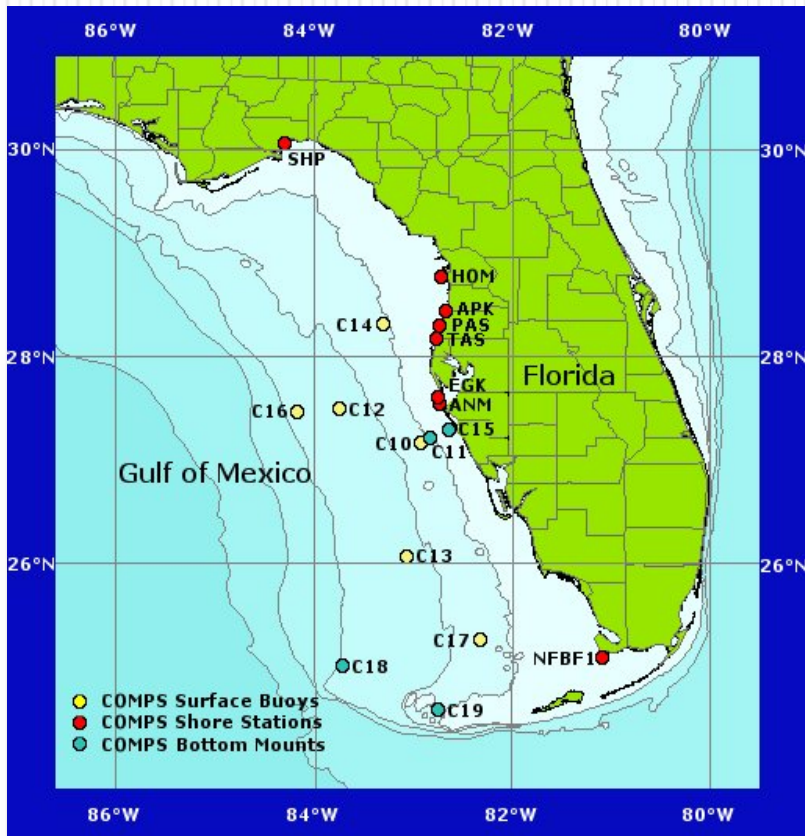 86°W 84°W 82°W 80°W
30°N 30°N
SHP
HOM
APK
PAS
C14
TAS
28°N 28°N
EGK
Florida
C16 C12 ANM
C15
C10
C11
Gulf of Mexico
C13
26°N 26°N
C17
NFBF1
C18
COMPS Surface Buoys
C19
COMPS Shore Stations
COMPS Bottom Mounts
86°W 84°W 82°W 80°W